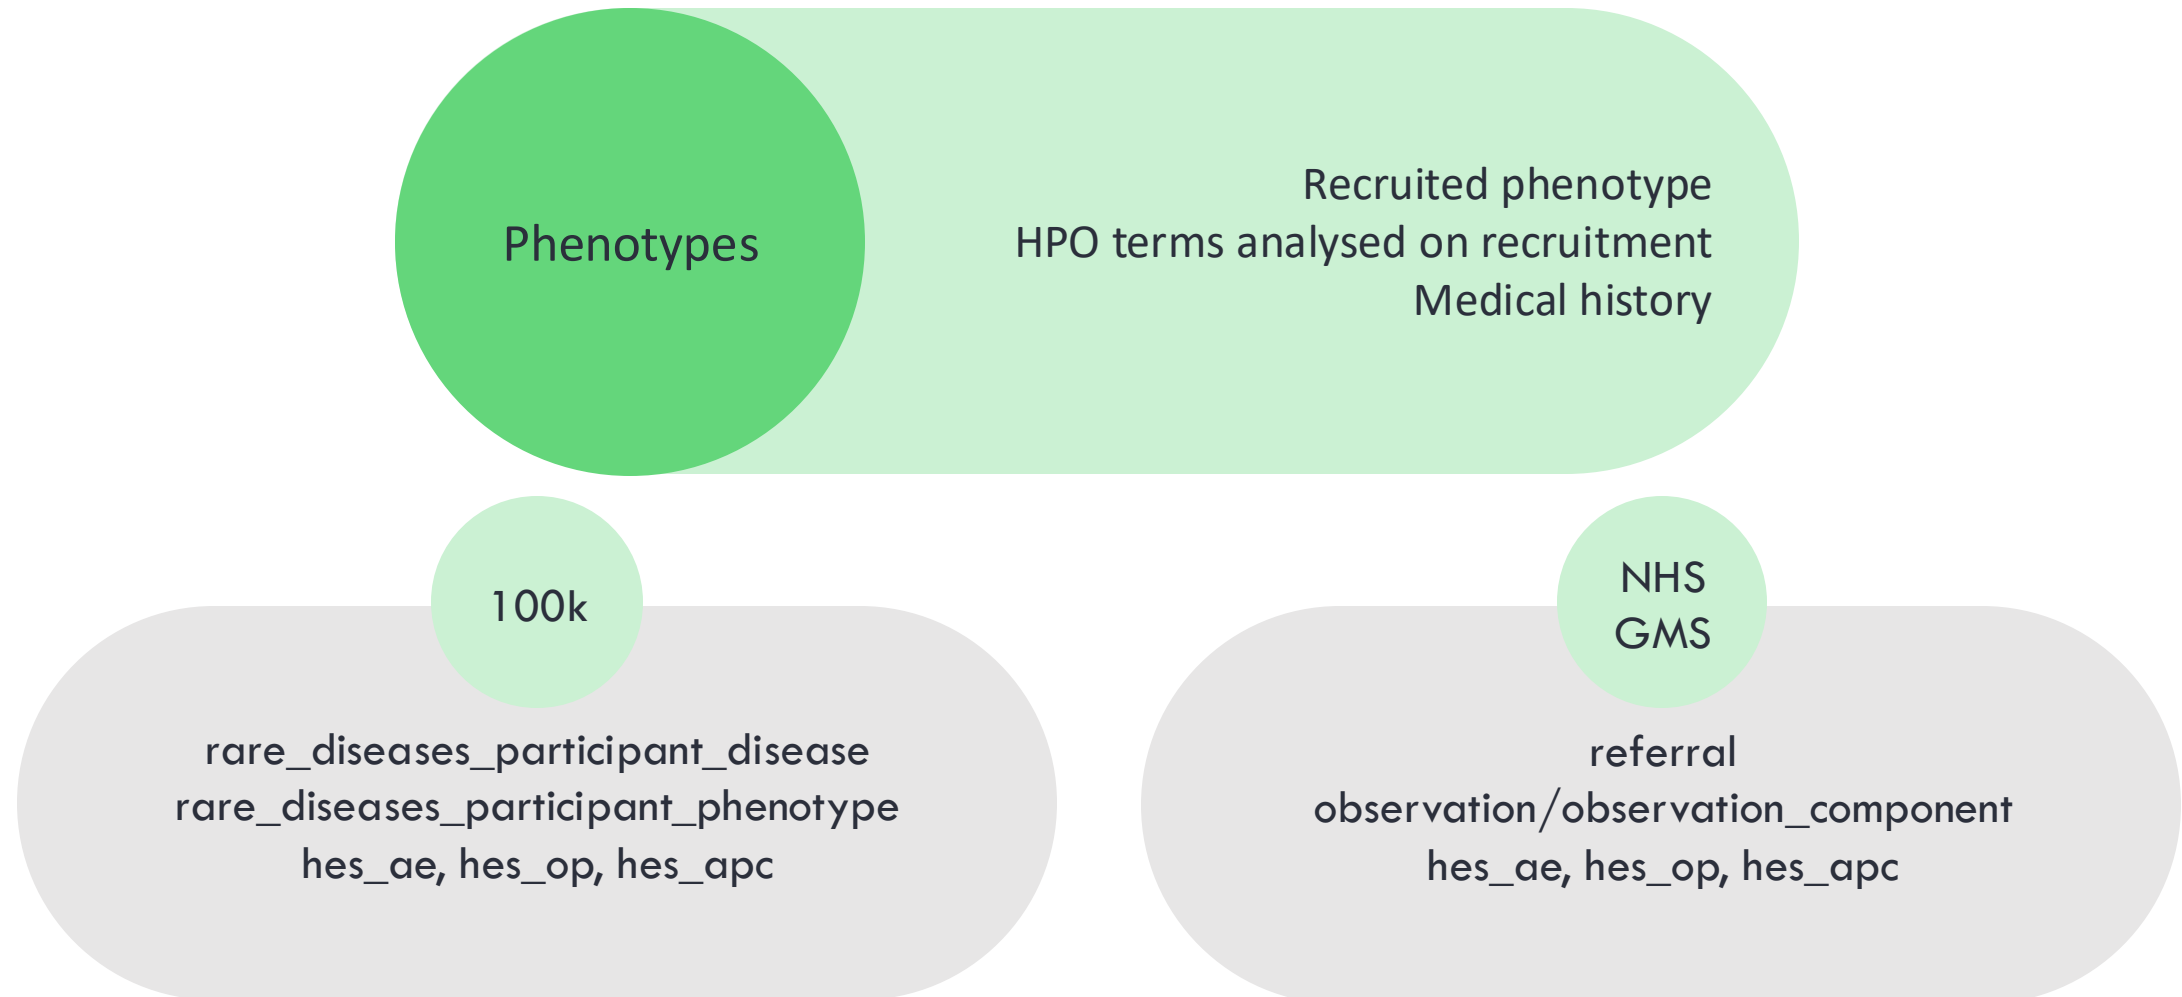 Phenotypes
Recruited phenotype
HPO terms analysed on recruitment
Medical history
100k
rare_diseases_participant_disease
rare_diseases_participant_phenotype
hes_ae, hes_op, hes_apc
NHS
GMS
referral
observation/observation_component
hes_ae, hes_op, hes_apc